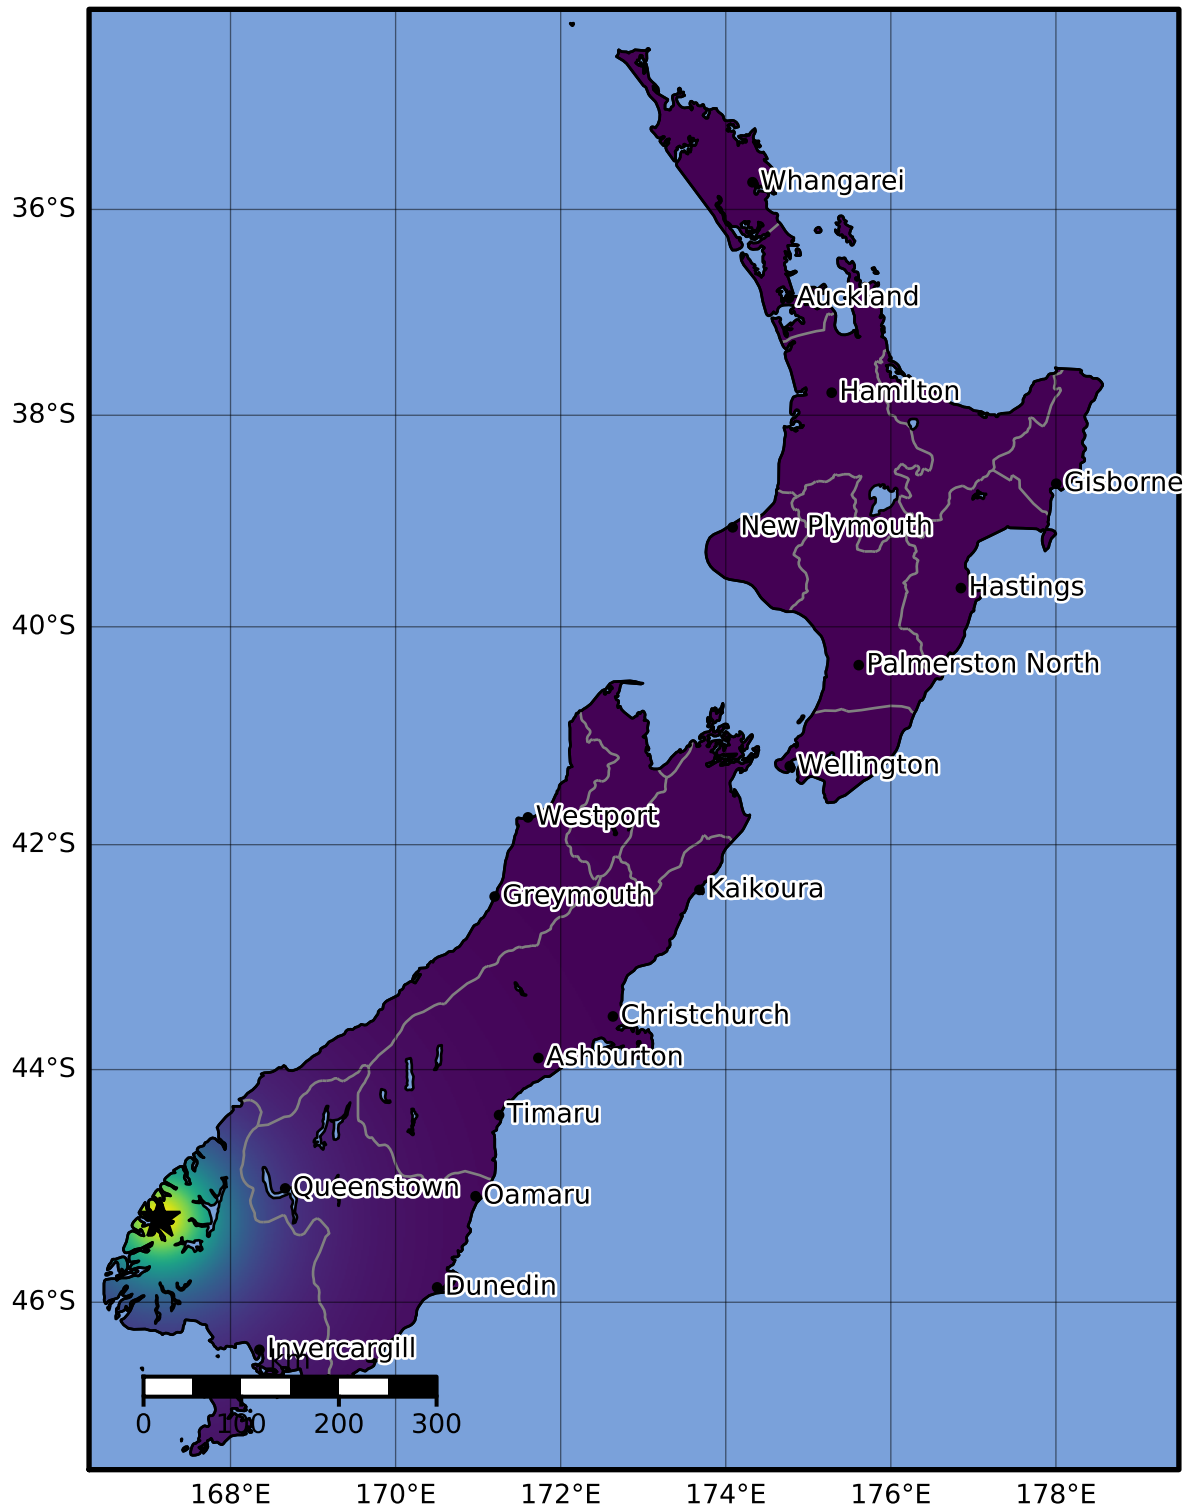 Whangarei
36°S
Auckland
Hamilton
38°S
Gisborne
New Plymouth
Hastings
40°S
Palmerston North
Wellington
Westport
42°S
Kaikoura
Greymouth
Christchurch
Ashburton
44°S
Timaru
Queenstown
Oamaru
Dunedin
46°S
Invercargill
km
0 100 200 300
168°E 170°E 172°E 174°E 176°E 178°E